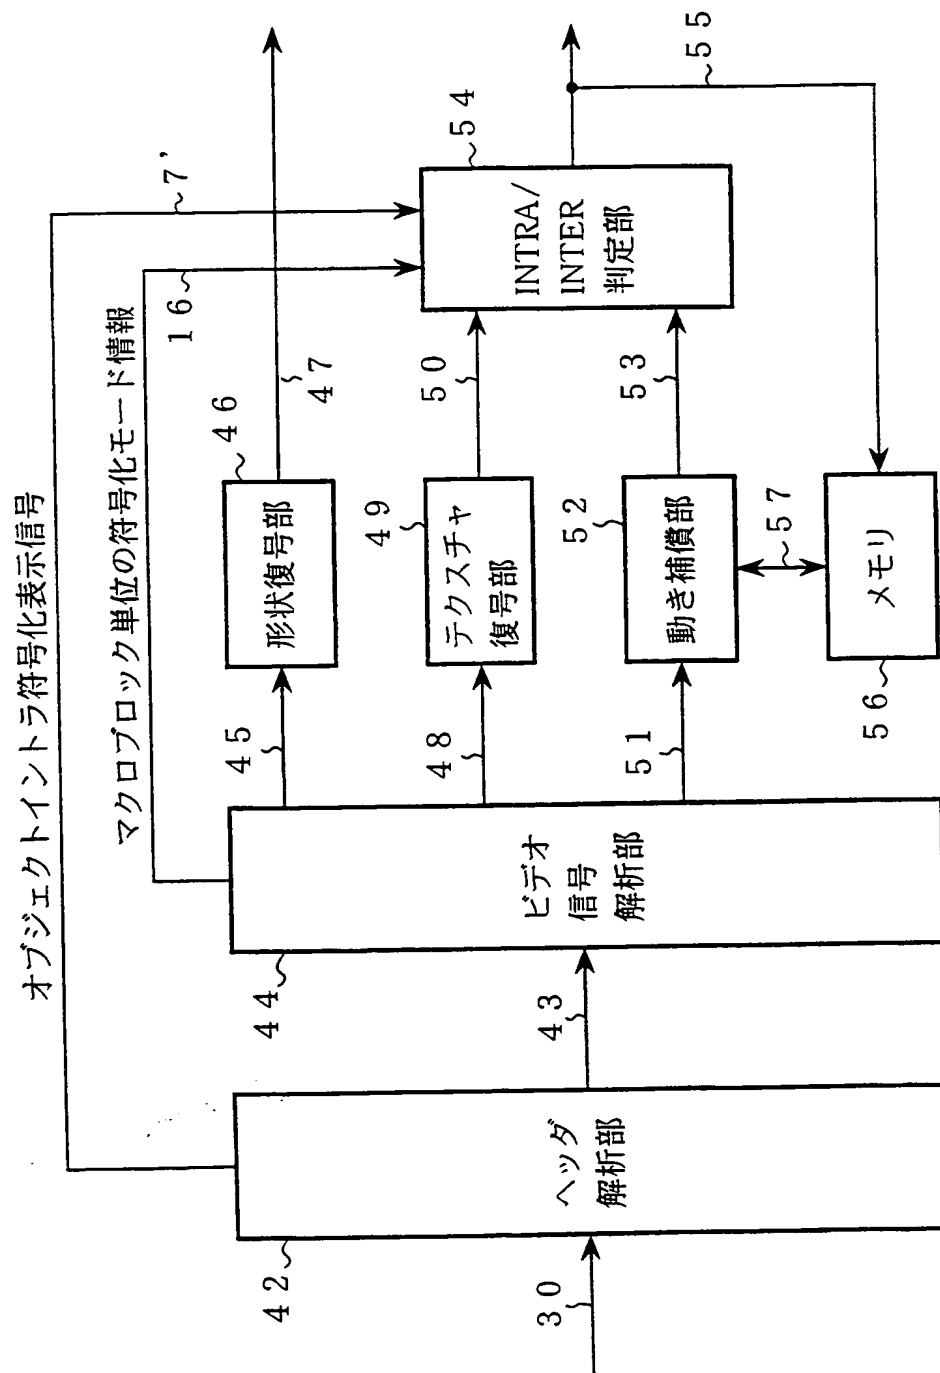 オブジェクトイントラ符号化表示信号
7'
マクロブロック単位の符号化モード情報
16
42
ヘッダ
解析部
30
43
44
ビデオ
信号
解析部
45
形状復号部
46
47
48
テクスチャ
復号部
49
50
51
動き補償部
52
53
INTRA/
INTER
判定部
54
55
メモリ
56
57